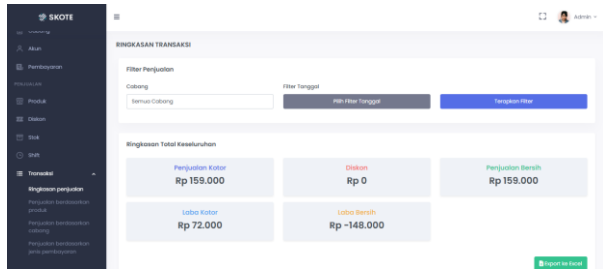 SKOTE
Admin
Cabang
Akun
Pembayaran
PENJUALAN
Produk
Diskon
Stok
Shift
Transaksi
Ringkasan penjualan
Penjualan berdasarkan
produk
Penjualan berdasarkan
cabang
Penjualan berdasarkan
jenis pembayaran
RINGKASAN TRANSAKSI
Filter Penjualan
Cabang
Filter Tanggal
Semua Cabang
Pilih Filter Tanggal
Terapkan Filter
Ringkasan Total Keseluruhan
Penjualan Kotor
Rp 159.000
Diskon
Rp 0
Penjualan Bersih
Rp 159.000
Laba Kotor
Rp 72.000
Laba Bersih
Rp -148.000
Export ke Excel